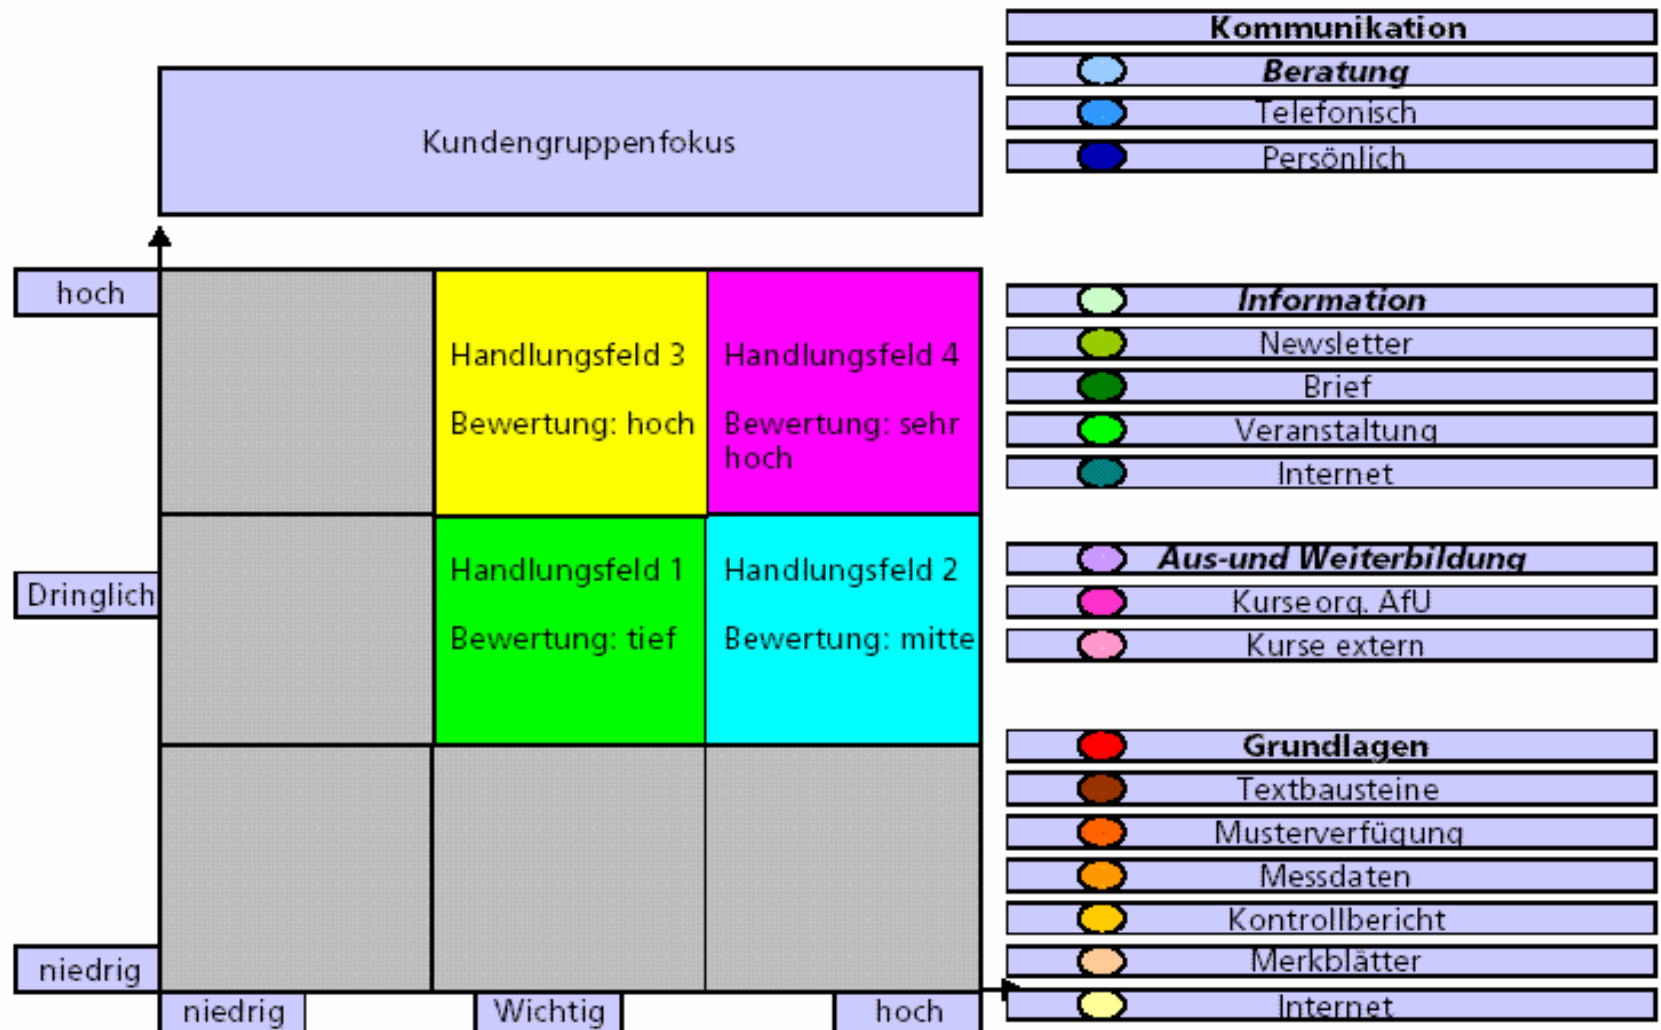 Kundengruppenfokus
hoch
Dringlich
niedrig
Handlungsfeld 3
Bewertung: hoch
Handlungsfeld 4
Bewertung: sehr
hoch
Handlungsfeld 1
Bewertung: tief
Handlungsfeld 2
Bewertung: mitte
niedrig
Wichtig
hoch
Kommunikation
Beratung
Telefonisch
Persönlich
Information
Newsletter
Brief
Veranstaltung
Internet
Aus-und Weiterbildung
Kurseorg. AfU
Kurse extern
Grundlagen
Textbausteine
Musterverfügung
Messdaten
Kontrollbericht
Merkblätter
Internet